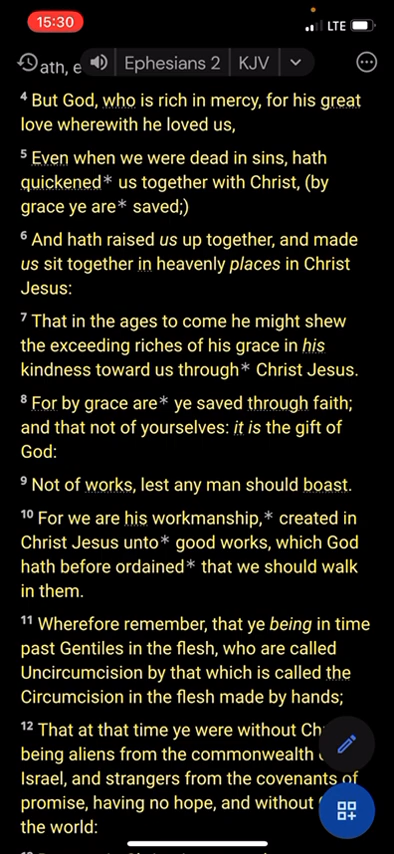 15:30
LTE
ath, e
Ephesians 2 KJV
4 But God, who is rich in mercy, for his great
love wherewith he loved us,
5 Even when we were dead in sins, hath
quickened* us together with Christ, (by
grace ye are* saved;)
6 And hath raised us up together, and made
us sit together in heavenly places in Christ
Jesus:
7 That in the ages to come he might shew
the exceeding riches of his grace in his
kindness toward us through* Christ Jesus.
8 For by grace are* ye saved through faith;
and that not of yourselves: it is the gift of
God:
9 Not of works, lest any man should boast.
10 For we are his workmanship,* created in
Christ Jesus unto* good works, which God
hath before ordained* that we should walk
in them.
11 Wherefore remember, that ye being in time
past Gentiles in the flesh, who are called
Uncircumcision by that which is called the
Circumcision in the flesh made by hands;
12 That at that time ye were without Ch
being aliens from the commonwealth
Israel, and strangers from the covenants of
promise, having no hope, and without
the world: